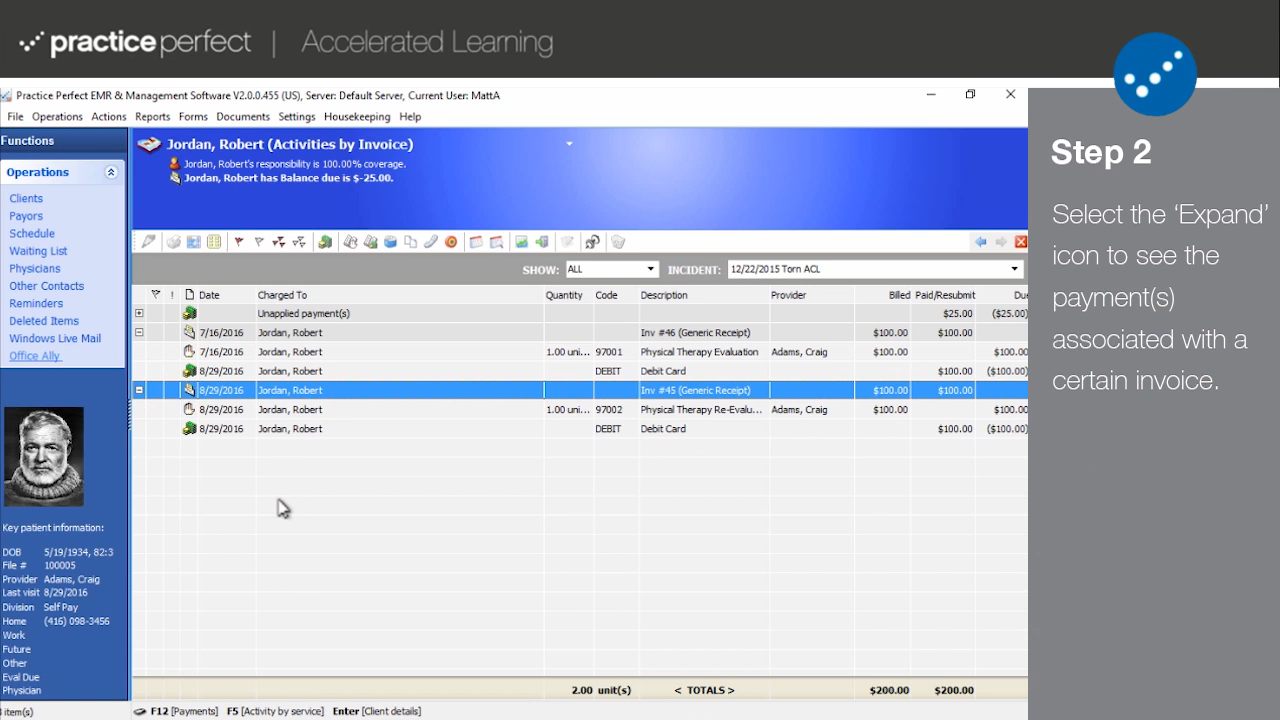 practiceperfect | Accelerated Learning
Practice Perfect EMR & Management Software V2.0.0.455 (US), Server: Default Server, Current User: MattA
File Operations Actions Reports Forms Documents Settings Housekeeping Help
Functions
Operations
Clients
Payors
Schedule
Waiting List
Physicians
Other Contacts
Reminders
Deleted Items
Windows Live Mail
Office Ally
Key patient information:
DOB 5/19/1934, 82:3
File # 100005
Provider Adams, Craig
Last visit 8/29/2016
Division Self Pay
Home (416) 098-3456
Work
Future
Other
Eval Due
Physician
item(s)
Jordan, Robert (Activities by Invoice)
Jordan, Robert's responsibility is 100.00% coverage.
Jordan, Robert has Balance due is $-25.00.
SHOW: ALL INCIDENT: 12/22/2015 Torn ACL
! Date Charged To Quantity Code Description Provider Billed Paid/Resubmit Due
Unapplied payment(s) $25.00 ($25.00)
7/16/2016 Jordan, Robert Inv #46 (Generic Receipt) $100.00 $100.00
7/16/2016 Jordan, Robert 1.00 uni... 97001 Physical Therapy Evaluation Adams, Craig $100.00 $100.00
8/29/2016 Jordan, Robert DEBIT Debit Card $100.00 ($100.00
8/29/2016 Jordan, Robert Inv #45 (Generic Receipt) $100.00 $100.00
8/29/2016 Jordan, Robert 1.00 uni... 97002 Physical Therapy Re-Evalu... Adams, Craig $100.00 $100.00
8/29/2016 Jordan, Robert DEBIT Debit Card $100.00 ($100.00
2.00 unit(s) < TOTALS > $200.00 $200.00
F12 [Payments] F5 [Activity by service] Enter [Client details]
Step 2
Select the ‘Expand’
icon to see the
payment(s)
associated with a
certain invoice.